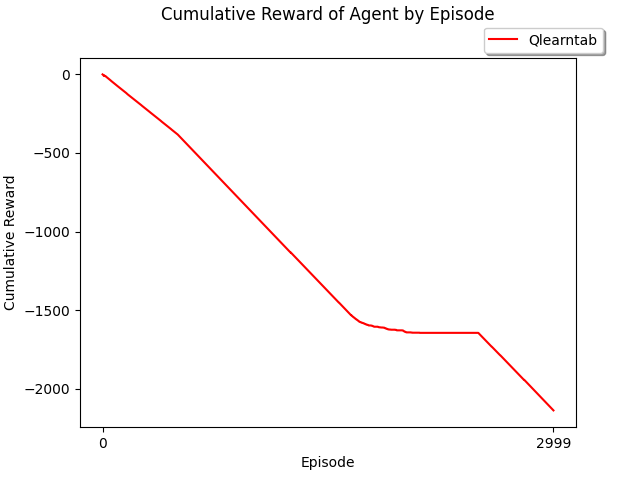 Cumulative Reward of Agent by Episode
Qlearntab
0
−500
−1000
−1500
−2000
Cumulative Reward
0
2999
Episode